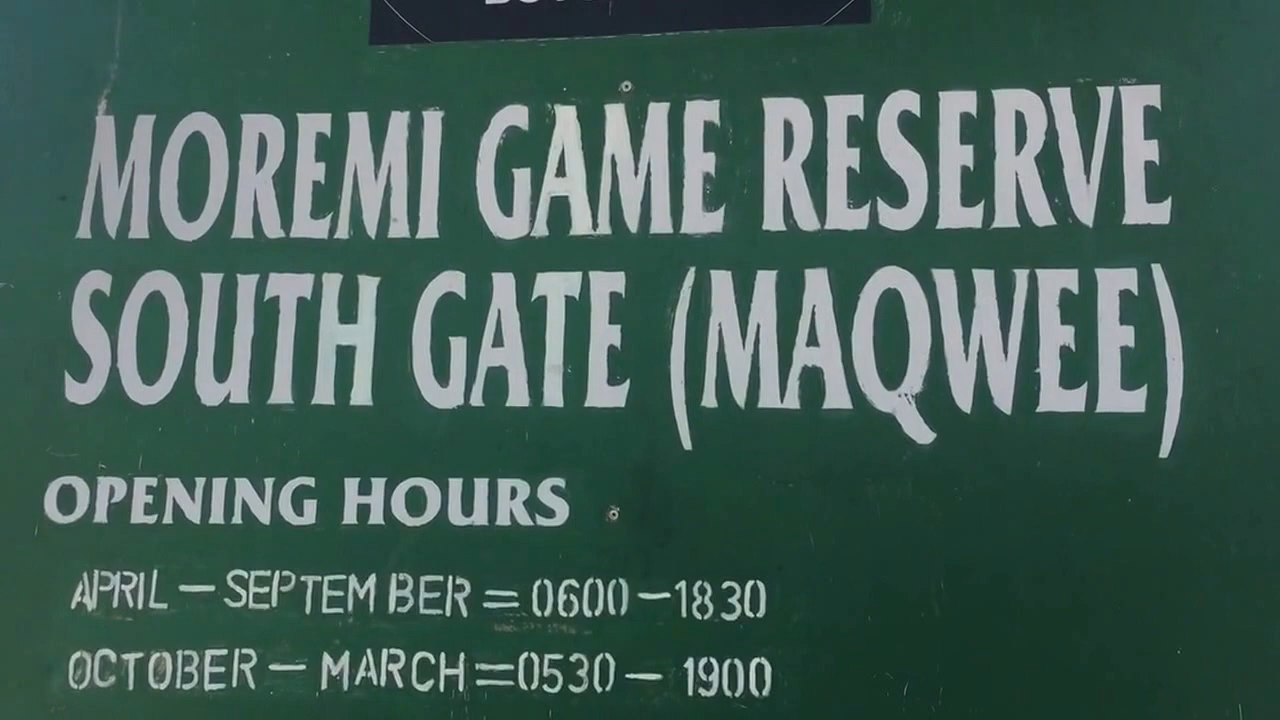 MOREMI GAME RESERVE
SOUTH GATE (MAQWEE)
OPENING HOURS
APRIL — SEPTEMBER = 0600 — 1830
OCTOBER — MARCH = 0530 — 1900